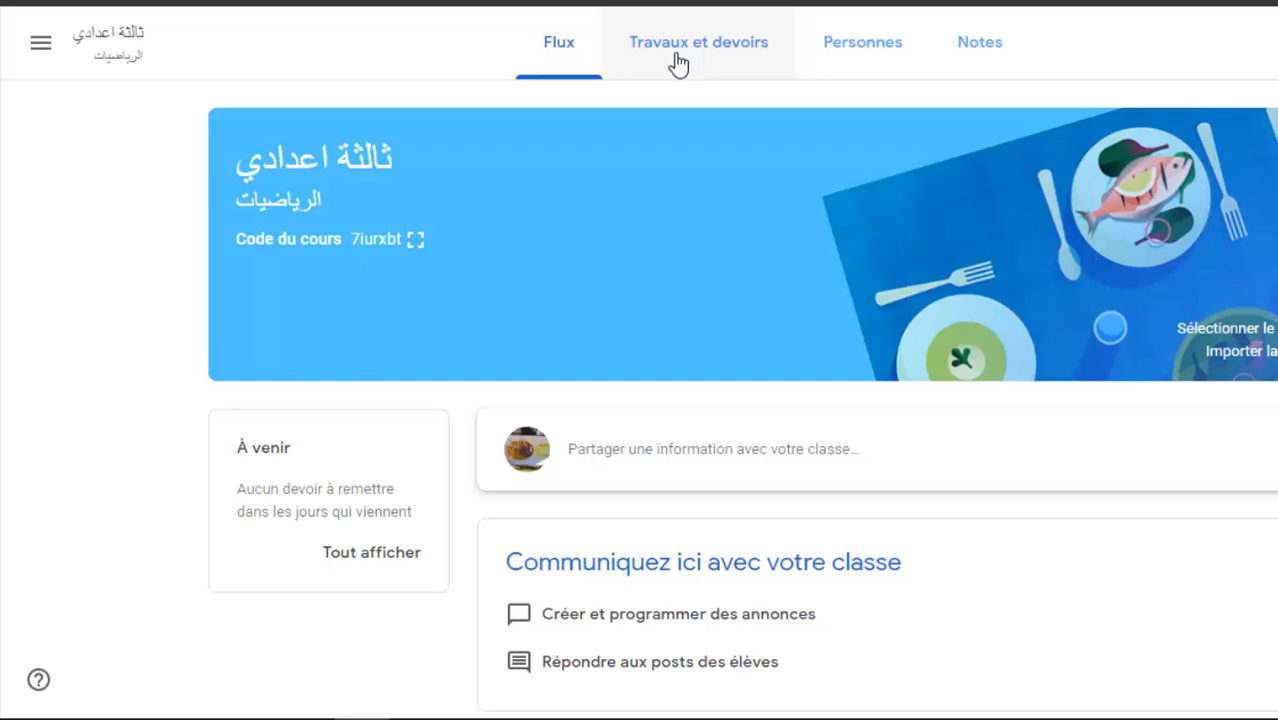 ثالثة اعدادي
الرياضيات
Flux
Travaux et devoirs
Personnes
Notes
ثالثة اعدادي
الرياضيات
Code du cours 7iurxbt
Sélectionner le
Importer la
À venir
Aucun devoir à remettre
dans les jours qui viennent
Tout afficher
Partager une information avec votre classe…
Communiquez ici avec votre classe
Créer et programmer des annonces
Répondre aux posts des élèves